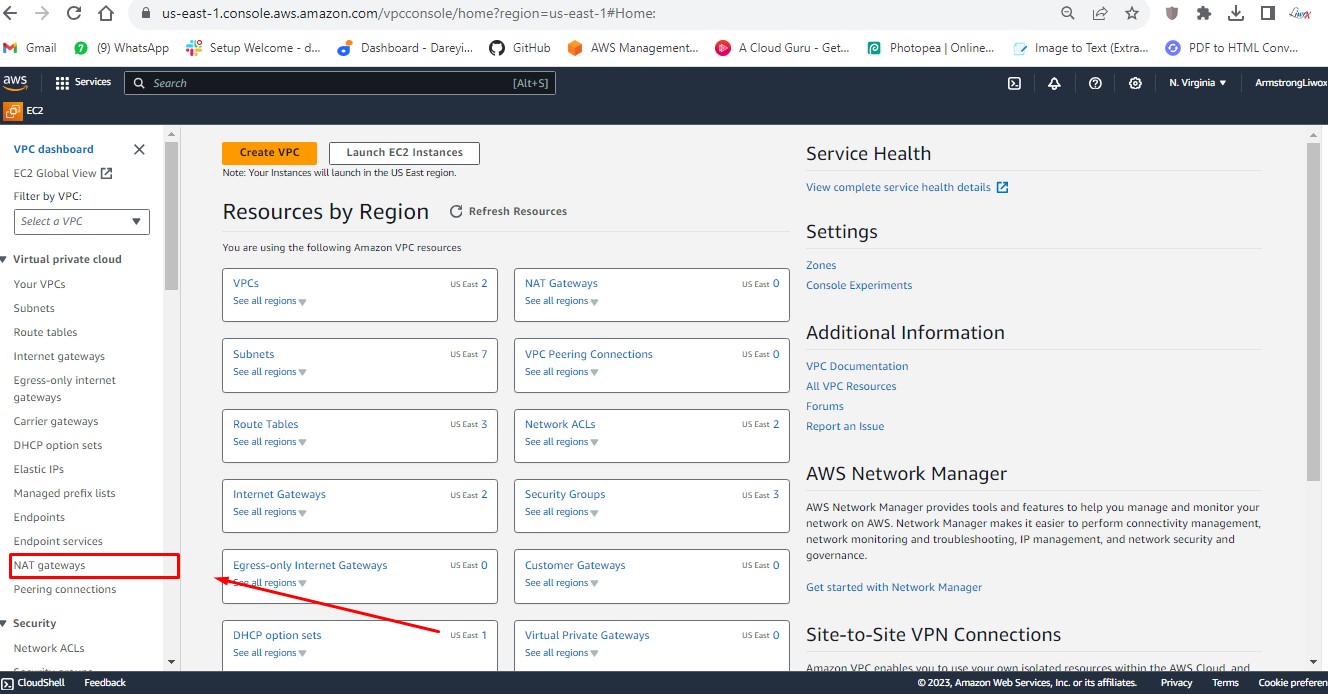 us-east-1.console.aws.amazon.com/vpcconsole/home?region=us-east-1#Home:
Gmail
(9) WhatsApp
Setup Welcome - d...
Dashboard - Dareyi...
GitHub
AWS Management...
A Cloud Guru - Get...
Photopea | Online...
Image to Text (Extra...
PDF to HTML Conv...
aws
Services
Search
[Alt+S]
N. Virginia
ArmstrongLiwox
EC2
VPC dashboard
EC2 Global View
Filter by VPC:
Select a VPC
Virtual private cloud
Your VPCs
Subnets
Route tables
Internet gateways
Egress-only internet
gateways
Carrier gateways
DHCP option sets
Elastic IPs
Managed prefix lists
Endpoints
Endpoint services
NAT gateways
Peering connections
Security
Network ACLs
Create VPC
Launch EC2 Instances
Note: Your Instances will launch in the US East region.
Resources by Region
Refresh Resources
You are using the following Amazon VPC resources
VPCs US East 2
See all regions
NAT Gateways US East 0
See all regions
Subnets US East 7
See all regions
VPC Peering Connections US East 0
See all regions
Route Tables US East 3
See all regions
Network ACLs US East 2
See all regions
Internet Gateways US East 2
See all regions
Security Groups US East 3
See all regions
Egress-only Internet Gateways US East 0
See all regions
Customer Gateways US East 0
See all regions
DHCP option sets US East 1
See all regions
Virtual Private Gateways US East 0
See all regions
Service Health
View complete service health details
Settings
Zones
Console Experiments
Additional Information
VPC Documentation
All VPC Resources
Forums
Report an Issue
AWS Network Manager
AWS Network Manager provides tools and features to help you manage and monitor your
network on AWS. Network Manager makes it easier to perform connectivity management,
network monitoring and troubleshooting, IP management, and network security and
governance.
Get started with Network Manager
Site-to-Site VPN Connections
Amazon VPC enables you to use your own isolated resources within the AWS Cloud, and
CloudShell
Feedback
© 2023, Amazon Web Services, Inc. or its affiliates.
Privacy
Terms
Cookie preferen